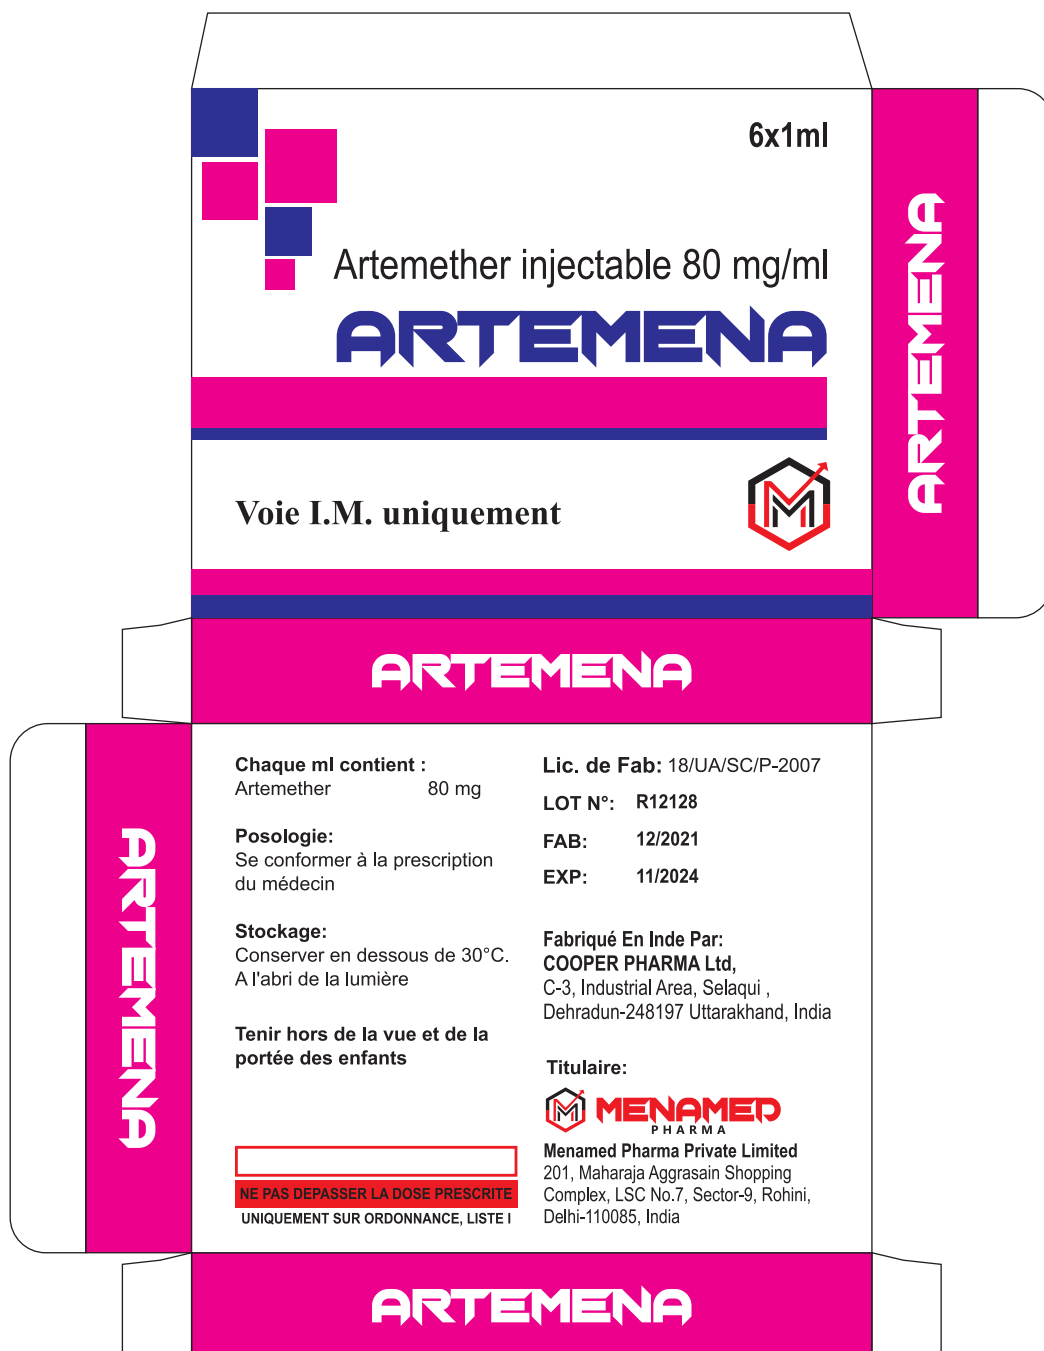 6x1ml
Artemether injectable 80 mg/ml
ARTEMENA
Voie I.M. uniquement
ARTEMENA
ARTEMENA
ARTEMENA
Chaque ml contient :
Artemether 80 mg
Posologie:
Se conformer à la prescription
du médecin
Stockage:
Conserver en dessous de 30°C.
A l'abri de la lumière
Tenir hors de la vue et de la
portée des enfants
NE PAS DEPASSER LA DOSE PRESCRITE
UNIQUEMENT SUR ORDONNANCE, LISTE I
Lic. de Fab: 18/UA/SC/P-2007
LOT N°: R12128
FAB: 12/2021
EXP: 11/2024
Fabriqué En Inde Par:
COOPER PHARMA Ltd,
C-3, Industrial Area, Selaqui ,
Dehradun-248197 Uttarakhand, India
Titulaire:
MENAMED
PHARMA
Menamed Pharma Private Limited
201, Maharaja Aggrasain Shopping
Complex, LSC No.7, Sector-9, Rohini,
Delhi-110085, India
ARTEMENA